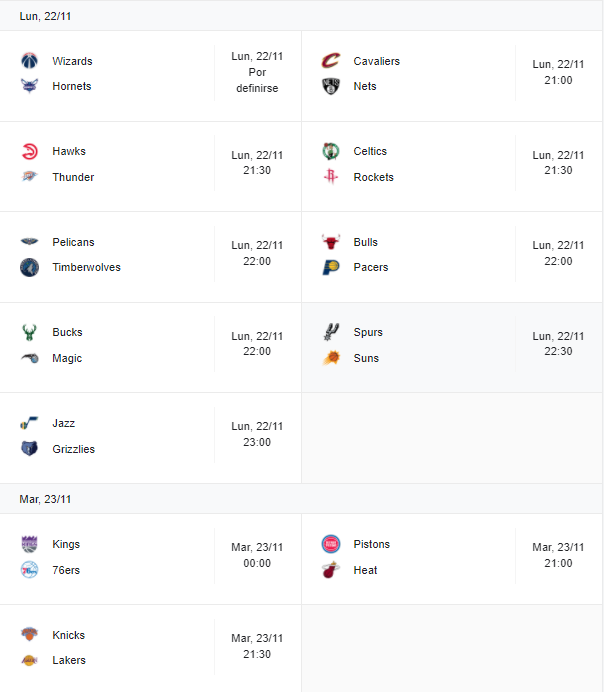 Lun, 22/11
Wizards
Hornets
Lun, 22/11
Por
definirse
Cavaliers
Nets
Lun, 22/11
21:00
Hawks
Thunder
Lun, 22/11
21:30
Celtics
Rockets
Lun, 22/11
21:30
Pelicans
Timberwolves
Lun, 22/11
22:00
Bulls
Pacers
Lun, 22/11
22:00
Bucks
Magic
Lun, 22/11
22:00
Spurs
Suns
Lun, 22/11
22:30
Jazz
Grizzlies
Lun, 22/11
23:00
Mar, 23/11
Kings
76ers
Mar, 23/11
00:00
Pistons
Heat
Mar, 23/11
21:00
Knicks
Lakers
Mar, 23/11
21:30